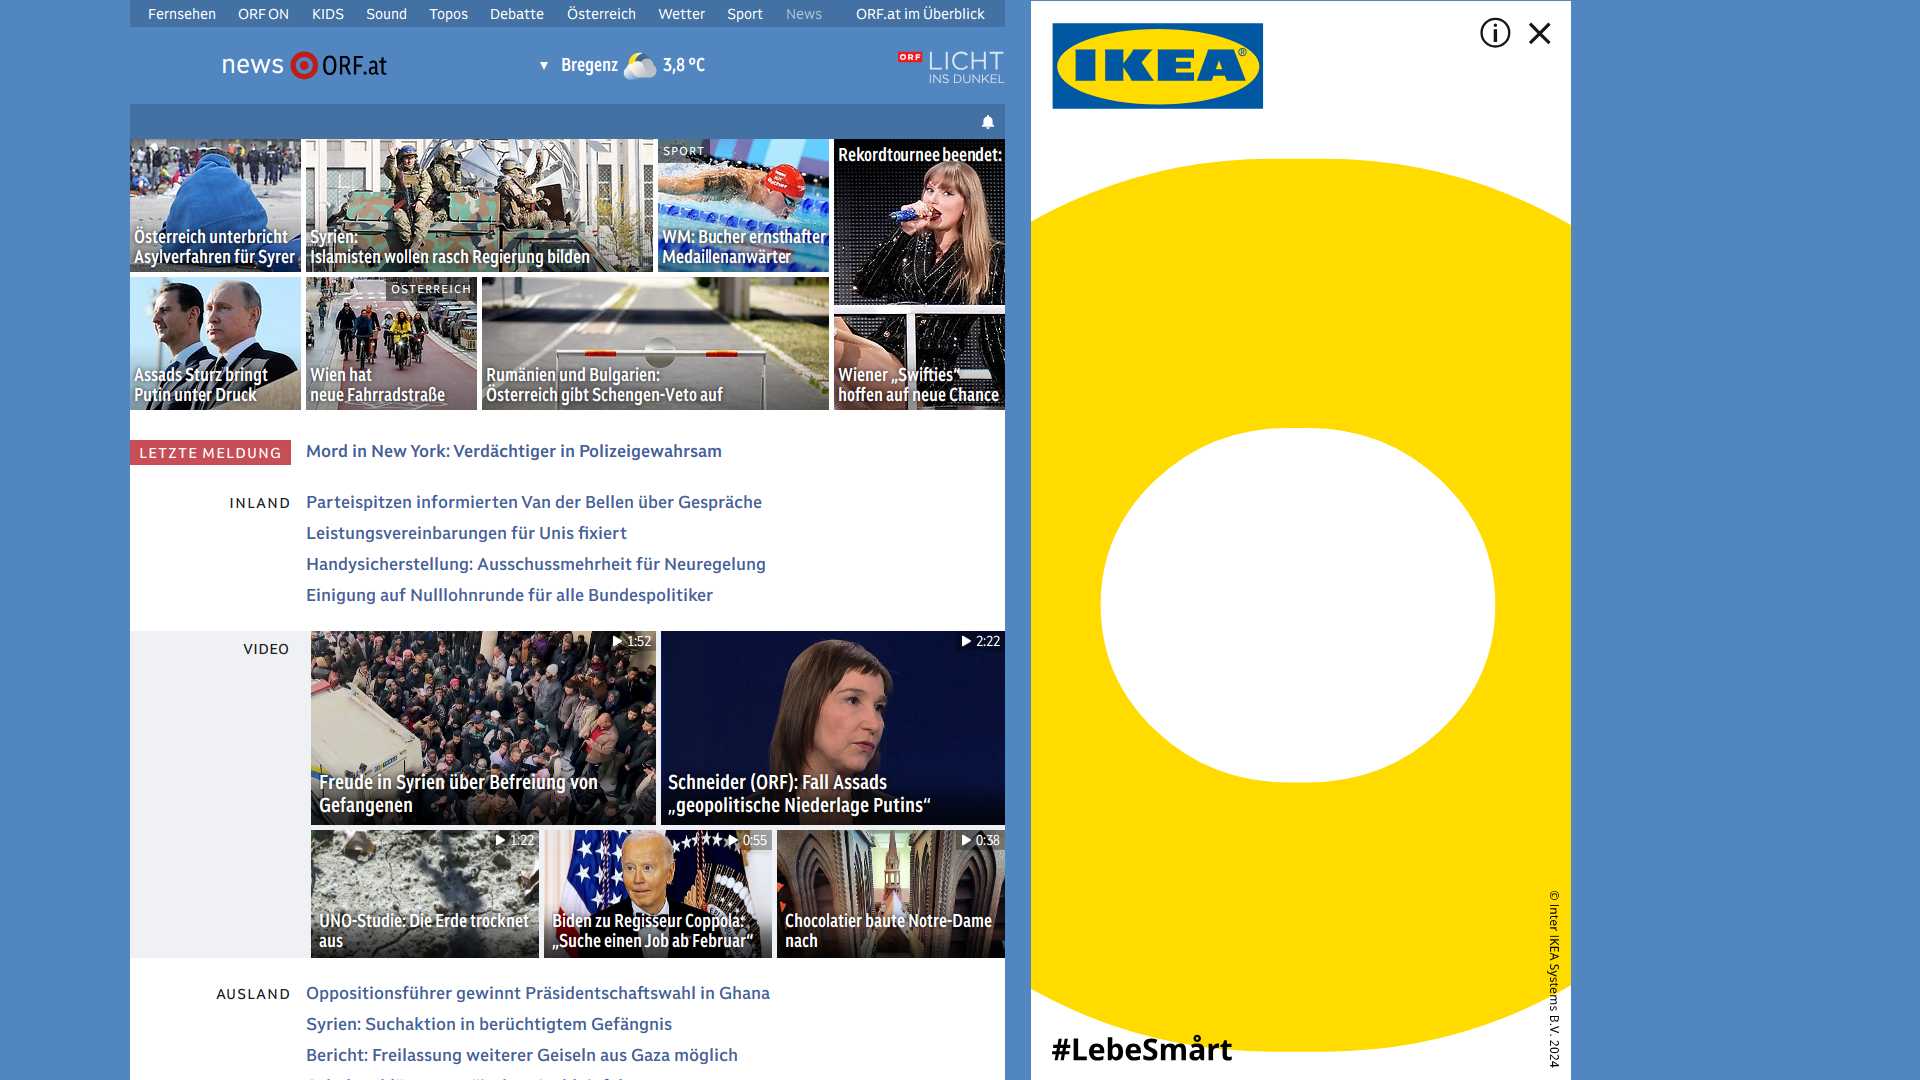 Fernsehen ORF ON KIDS Sound Topos Debatte Österreich Wetter Sport News ORF.at im Überblick
news ORF.at
▼ Bregenz 3,8 °C
ORF LICHT
INS DUNKEL
Österreich unterbricht
Asylverfahren für Syrer
Syrien:
Islamisten wollen rasch Regierung bilden
SPORT
WM: Bucher ernsthafter
Medaillenanwärter
Rekordtournee beendet:
Assads Sturz bringt
Putin unter Druck
ÖSTERREICH
Wien hat
neue Fahrradstraße
Rumänien und Bulgarien:
Österreich gibt Schengen-Veto auf
Wiener „Swifties“
hoffen auf neue Chance
LETZTE MELDUNG Mord in New York: Verdächtiger in Polizeigewahrsam
INLAND Parteispitzen informierten Van der Bellen über Gespräche
Leistungsvereinbarungen für Unis fixiert
Handysicherstellung: Ausschussmehrheit für Neuregelung
Einigung auf Nulllohnrunde für alle Bundespolitiker
VIDEO
1:52
Freude in Syrien über Befreiung von
Gefangenen
2:22
Schneider (ORF): Fall Assads
„geopolitische Niederlage Putins“
1:22
UNO-Studie: Die Erde trocknet
aus
0:55
Biden zu Regisseur Coppola:
„Suche einen Job ab Februar“
0:38
Chocolatier baute Notre-Dame
nach
AUSLAND Oppositionsführer gewinnt Präsidentschaftswahl in Ghana
Syrien: Suchaktion in berüchtigtem Gefängnis
Bericht: Freilassung weiterer Geiseln aus Gaza möglich
IKEA®
#LebeSmårt
© Inter IKEA Systems B.V. 2024